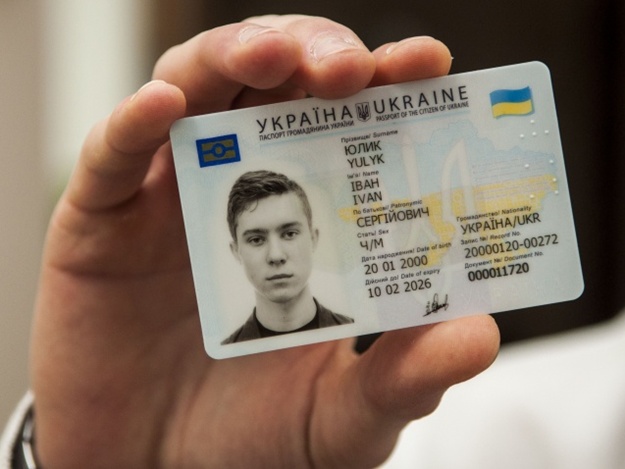 УКРАЇНА UKRAINE
ПАСПОРТ ГРОМАДЯНИНА УКРАЇНИ PASSPORT OF THE CITIZEN OF UKRAINE
Прізвище/ Surname
ЮЛИК
YULYK
Ім'я/ Name
ІВАН
IVAN
По батькові/ Patronymic
СЕРГІЙОВИЧ
Стать/ Sex
Ч/M
Громадянство/ Nationality
УКРАЇНА/UKR
Дата народження/ Date of birth
20 01 2000
Запис №/ Record No.
20000120-00272
Дійсний до/ Date of expiry
10 02 2026
Документ №/ Document No.
000011720